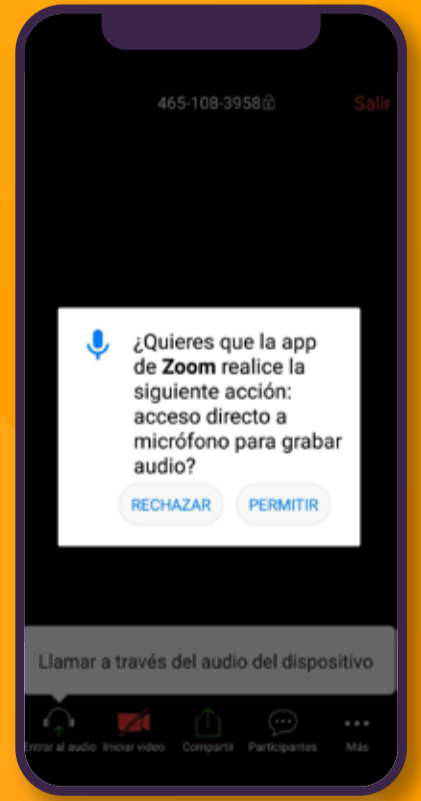 465-108-3958
Salir
¿Quieres que la app
de Zoom realice la
siguiente acción:
acceso directo a
micrófono para grabar
audio?
RECHAZAR PERMITIR
Llamar a través del audio del dispositivo
Entrar al audio Iniciar video Compartir Participantes Más